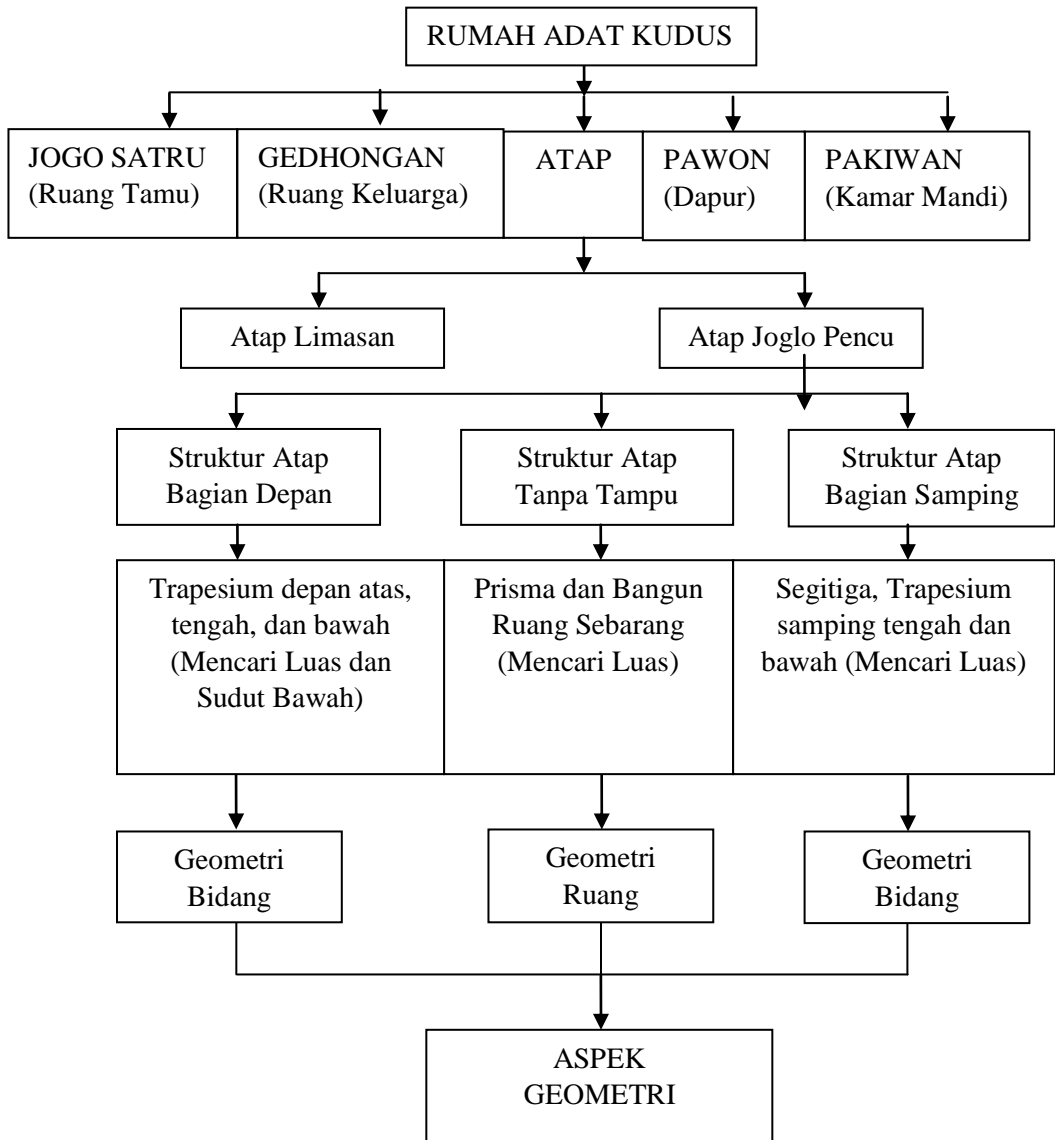 RUMAH ADAT KUDUS
JOGO SATRU
(Ruang Tamu)
GEDHONGAN
(Ruang Keluarga)
ATAP
PAWON
(Dapur)
PAKIWAN
(Kamar Mandi)
Atap Limasan
Atap Joglo Pencu
Struktur Atap
Bagian Depan
Struktur Atap
Tanpa Tampu
Struktur Atap
Bagian Samping
Trapesium depan atas,
tengah, dan bawah
(Mencari Luas dan
Sudut Bawah)
Prisma dan Bangun
Ruang Sebarang
(Mencari Luas)
Segitiga, Trapesium
samping tengah dan
bawah (Mencari Luas)
Geometri
Bidang
Geometri
Ruang
Geometri
Bidang
ASPEK
GEOMETRI